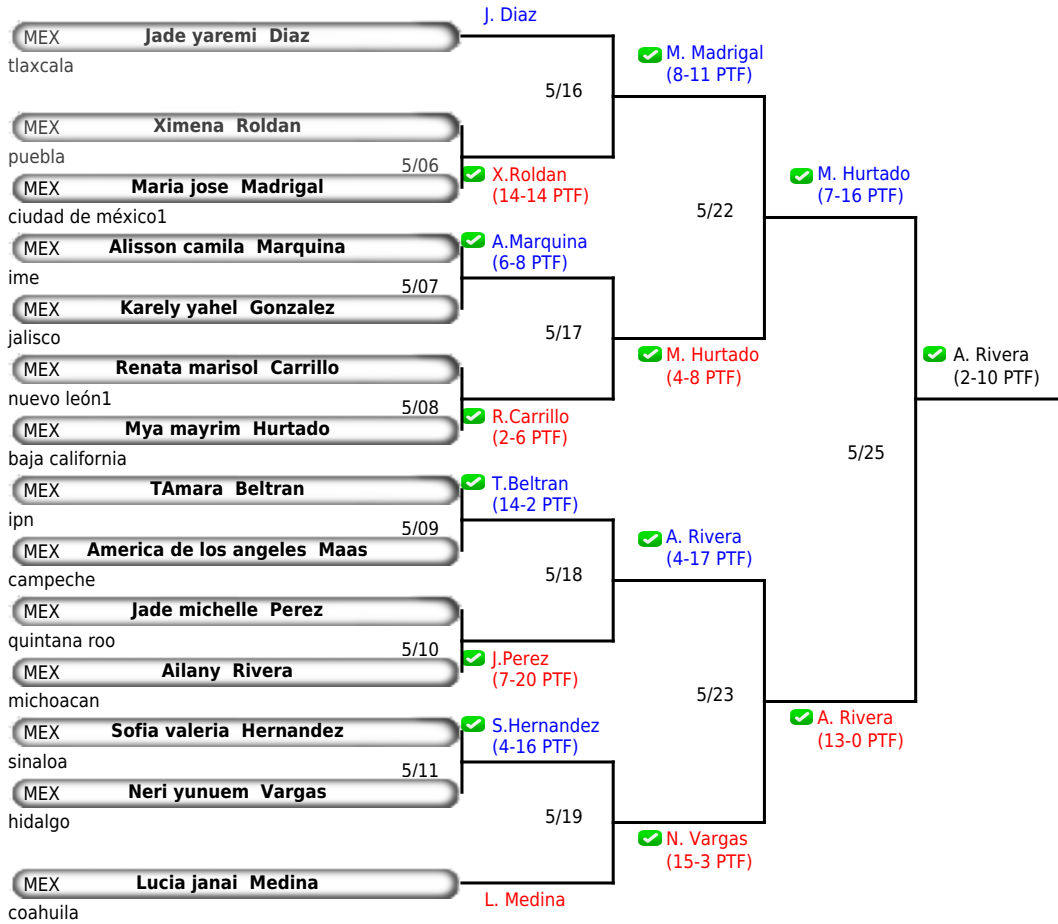 J. Diaz
MEX Jade yaremi Diaz
tlaxcala
M. Madrigal
(8-11 PTF)
5/16
MEX Ximena Roldan
puebla
5/06
X.Roldan
(14-14 PTF)
MEX Maria jose Madrigal
ciudad de méxico1
M. Hurtado
(7-16 PTF)
5/22
MEX Alisson camila Marquina
ime
A.Marquina
(6-8 PTF)
5/07
MEX Karely yahel Gonzalez
jalisco
5/17
MEX Renata marisol Carrillo
nuevo león1
M. Hurtado
(4-8 PTF)
A. Rivera
(2-10 PTF)
5/08
R.Carrillo
(2-6 PTF)
MEX Mya mayrim Hurtado
baja california
5/25
MEX TAmara Beltran
ipn
T.Beltran
(14-2 PTF)
5/09
MEX America de los angeles Maas
campeche
A. Rivera
(4-17 PTF)
5/18
MEX Jade michelle Perez
quintana roo
5/10
J.Perez
(7-20 PTF)
MEX Ailany Rivera
michoacan
5/23
MEX Sofia valeria Hernandez
sinaloa
S.Hernandez
(4-16 PTF)
A. Rivera
(13-0 PTF)
5/11
MEX Neri yunuem Vargas
hidalgo
5/19
N. Vargas
(15-3 PTF)
MEX Lucia janai Medina
coahuila
L. Medina